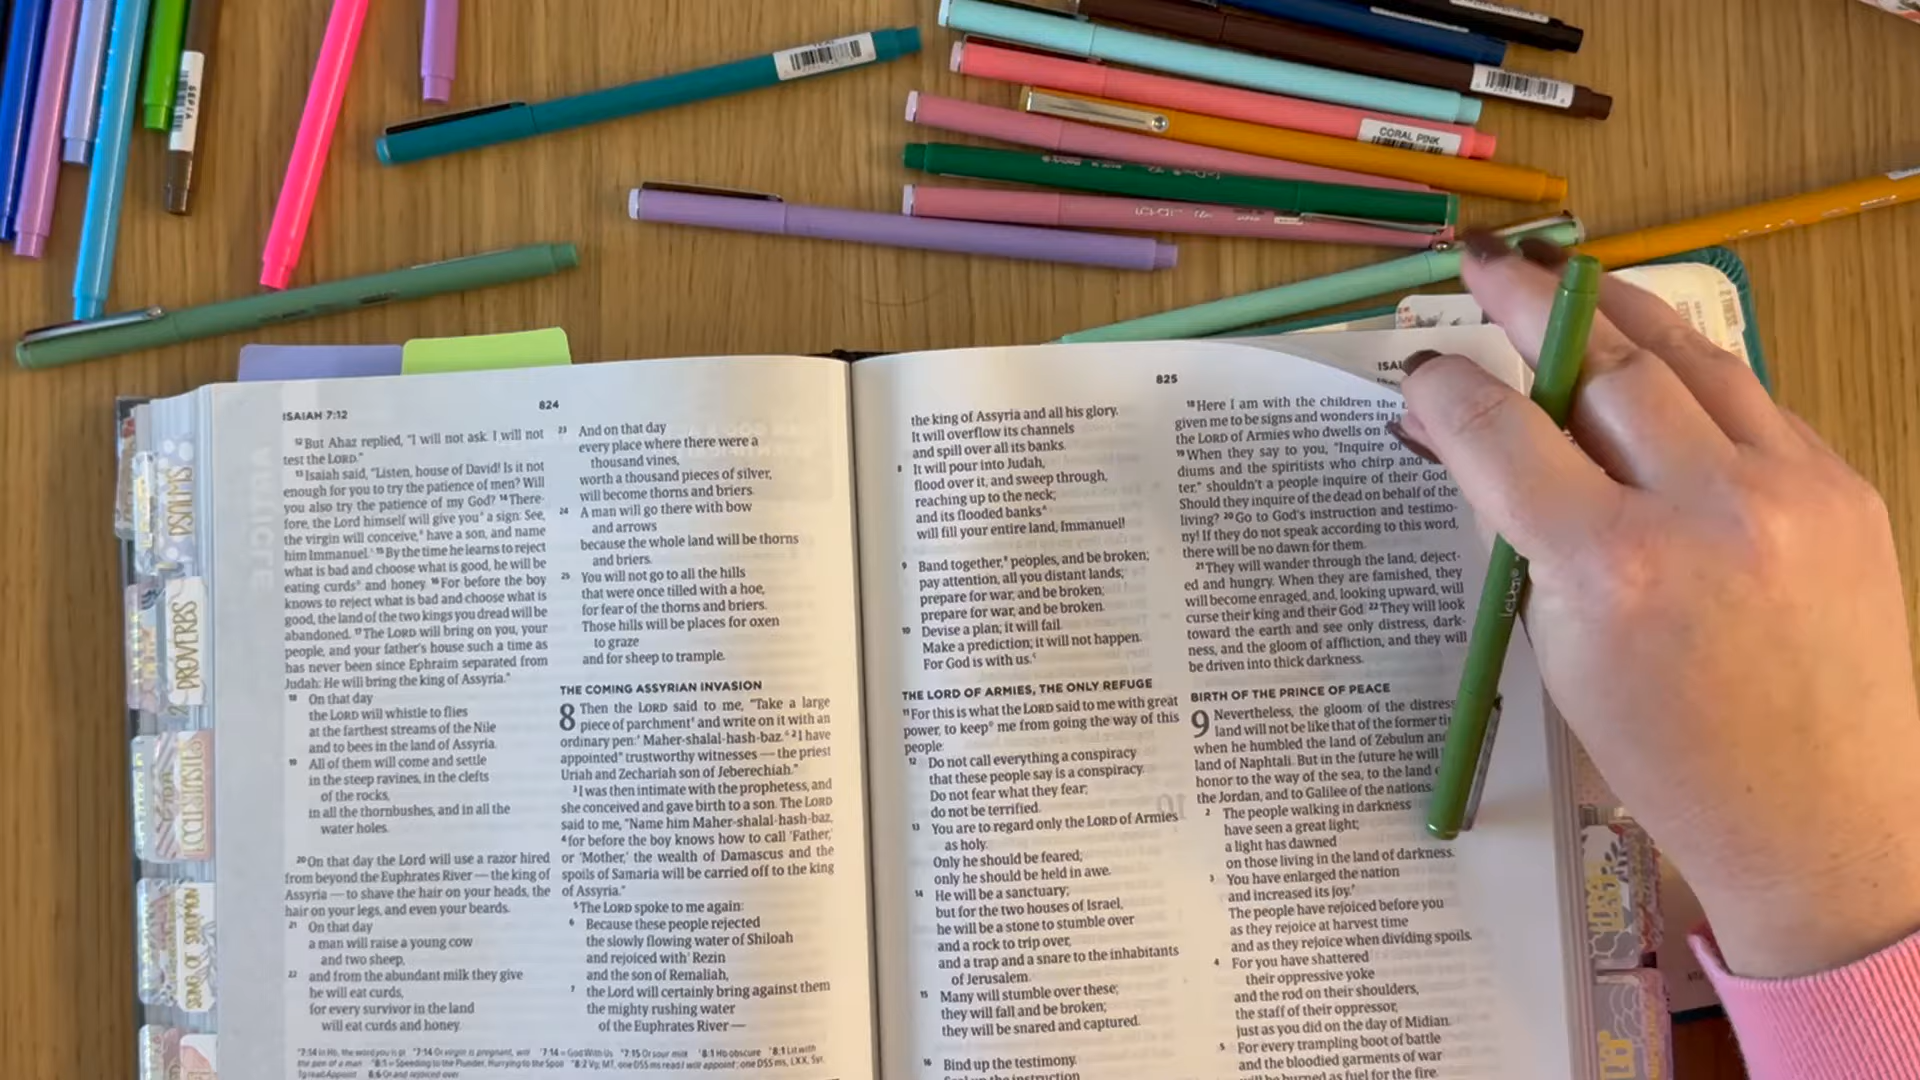 SEPIA
CORAL PINK
LePen
PSALMS
PROVERBS
ECCLESIASTES
SONG OF SOLOMON
ISAIAH 7:12
824
¹²But Ahaz replied, "I will not ask. I will not
test the LORD."
¹³Isaiah said, "Listen, house of David! Is it not
enough for you to try the patience of men? Will
you also try the patience of my God? ¹⁴There-
fore, the Lord himself will give you a sign: See,
the virgin will conceive, have a son, and name
him Immanuel. ¹⁵By the time he learns to reject
what is bad and choose what is good, he will be
eating curds and honey. ¹⁶For before the boy
knows to reject what is bad and choose what is
good, the land of the two kings you dread will be
abandoned. ¹⁷The LORD will bring on you, your
people, and your father's house such a time as
has never been since Ephraim separated from
Judah: He will bring the king of Assyria."
18 On that day
the LORD will whistle to flies
at the farthest streams of the Nile
and to bees in the land of Assyria.
19 All of them will come and settle
in the steep ravines, in the clefts
of the rocks,
in all the thornbushes, and in all the
water holes.
²⁰On that day the Lord will use a razor hired
from beyond the Euphrates River — the king of
Assyria — to shave the hair on your heads, the
hair on your legs, and even your beards.
21 On that day
a man will raise a young cow
and two sheep,
22 and from the abundant milk they give
he will eat curds,
for every survivor in the land
will eat curds and honey.
23 And on that day
every place where there were a
thousand vines,
worth a thousand pieces of silver,
will become thorns and briers.
24 A man will go there with bow
and arrows
because the whole land will be thorns
and briers.
25 You will not go to all the hills
that were once tilled with a hoe,
for fear of the thorns and briers.
Those hills will be places for oxen
to graze
and for sheep to trample.
THE COMING ASSYRIAN INVASION
8 Then the LORD said to me, "Take a large
piece of parchment and write on it with an
ordinary pen: Maher-shalal-hash-baz. ²I have
appointed trustworthy witnesses — the priest
Uriah and Zechariah son of Jeberechiah."
³I was then intimate with the prophetess, and
she conceived and gave birth to a son. The LORD
said to me, "Name him Maher-shalal-hash-baz,
⁴for before the boy knows how to call 'Father,'
or 'Mother,' the wealth of Damascus and the
spoils of Samaria will be carried off to the king
of Assyria."
⁵The LORD spoke to me again:
6 Because these people rejected
the slowly flowing water of Shiloah
and rejoiced with Rezin
and the son of Remaliah,
7 the Lord will certainly bring against them
the mighty rushing water
of the Euphrates River —
825
the king of Assyria and all his glory.
It will overflow its channels
and spill over all its banks.
8 It will pour into Judah,
flood over it, and sweep through,
reaching up to the neck;
and its flooded banks
will fill your entire land, Immanuel!
9 Band together, peoples, and be broken;
pay attention, all you distant lands;
prepare for war, and be broken;
prepare for war, and be broken.
10 Devise a plan; it will fail.
Make a prediction; it will not happen.
For God is with us.
THE LORD OF ARMIES, THE ONLY REFUGE
¹¹For this is what the LORD said to me with great
power, to keep me from going the way of this
people:
12 Do not call everything a conspiracy
that these people say is a conspiracy.
Do not fear what they fear;
do not be terrified.
13 You are to regard only the LORD of Armies
as holy.
Only he should be feared;
only he should be held in awe.
14 He will be a sanctuary;
but for the two houses of Israel,
he will be a stone to stumble over
and a rock to trip over,
and a trap and a snare to the inhabitants
of Jerusalem.
15 Many will stumble over these;
they will fall and be broken;
they will be snared and captured.
16 Bind up the testimony.
¹⁸Here I am with the children the
given me to be signs and wonders in
the LORD of Armies who dwells on
¹⁹When they say to you, "Inquire of
diums and the spiritists who chirp and
ter," shouldn't a people inquire of their God
Should they inquire of the dead on behalf of the
living? ²⁰Go to God's instruction and testimo-
ny! If they do not speak according to this word,
there will be no dawn for them.
²¹They will wander through the land, deject-
ed and hungry. When they are famished, they
will become enraged, and, looking upward, will
curse their king and their God. ²²They will look
toward the earth and see only distress, dark-
ness, and the gloom of affliction, and they will
be driven into thick darkness.
BIRTH OF THE PRINCE OF PEACE
9 Nevertheless, the gloom of the distress
land will not be like that of the former
when he humbled the land of Zebulun
land of Naphtali. But in the future he will
honor to the way of the sea, to the land
the Jordan, and to Galilee of the nations.
2 The people walking in darkness
have seen a great light;
a light has dawned
on those living in the land of darkness.
3 You have enlarged the nation
and increased its joy.
The people have rejoiced before you
as they rejoice at harvest time
and as they rejoice when dividing spoils.
4 For you have shattered
their oppressive yoke
and the rod on their shoulders,
the staff of their oppressor,
just as you did on the day of Midian.
5 For every trampling boot of battle
and the bloodied garments of war
will be burned as fuel for the fire.